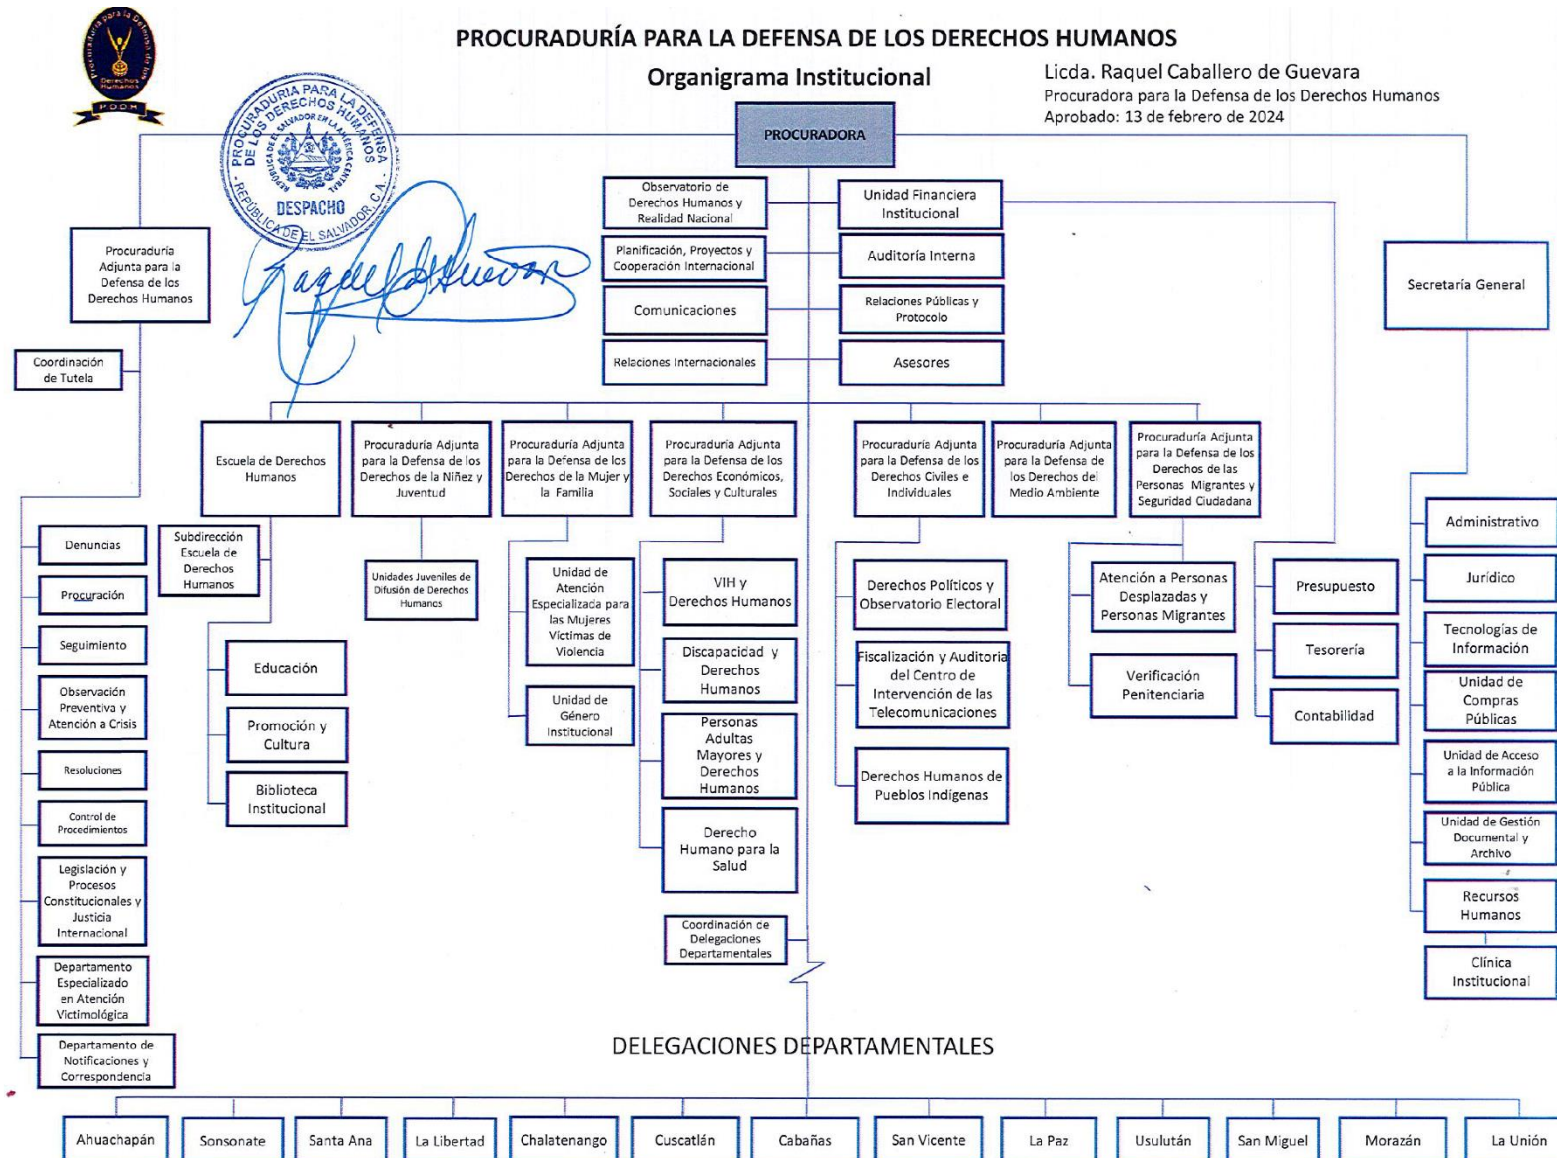 PROCURADURÍA PARA LA DEFENSA DE LOS DERECHOS HUMANOS
Organigrama Institucional
Licda. Raquel Caballero de Guevara
Procuradora para la Defensa de los Derechos Humanos
Aprobado: 13 de febrero de 2024
Procuraduría para la Defensa de los
Derechos
Humanos
P.D.D.H
PROCURADURIA PARA LA DEFENSA
DE LOS DERECHOS HUMANOS
REPÚBLICA DE EL SALVADOR EN LA AMÉRICA CENTRAL
DESPACHO
REPÚBLICA DE EL SALVADOR, C.A.
PROCURADORA
Observatorio de
Derechos Humanos y
Realidad Nacional
Unidad Financiera
Institucional
Planificación, Proyectos y
Cooperación Internacional
Auditoría Interna
Comunicaciones
Relaciones Públicas y
Protocolo
Relaciones Internacionales
Asesores
Procuraduría
Adjunta para la
Defensa de los
Derechos Humanos
Coordinación
de Tutela
Secretaría General
Escuela de Derechos
Humanos
Procuraduría Adjunta
para la Defensa de los
Derechos de la Niñez y
Juventud
Procuraduría Adjunta
para la Defensa de los
Derechos de la Mujer y
la Familia
Procuraduría Adjunta
para la Defensa de los
Derechos Económicos,
Sociales y Culturales
Procuraduría Adjunta
para la Defensa de los
Derechos Civiles e
Individuales
Procuraduría Adjunta
para la Defensa de
los Derechos del
Medio Ambiente
Procuraduría Adjunta
para la Defensa de los
Derechos de las
Personas Migrantes y
Seguridad Ciudadana
Denuncias
Procuración
Seguimiento
Observación
Preventiva y
Atención a Crisis
Resoluciones
Control de
Procedimientos
Legislación y
Procesos
Constitucionales y
Justicia
Internacional
Departamento
Especializado
en Atención
Victimológica
Departamento de
Notificaciones y
Correspondencia
Subdirección
Escuela de
Derechos
Humanos
Educación
Promoción y
Cultura
Biblioteca
Institucional
Unidades Juveniles de
Difusión de Derechos
Humanos
Unidad de
Atención
Especializada para
las Mujeres
Víctimas de
Violencia
Unidad de
Género
Institucional
VIH y
Derechos Humanos
Discapacidad y
Derechos
Humanos
Personas
Adultas
Mayores y
Derechos
Humanos
Derecho
Humano para la
Salud
Coordinación de
Delegaciones
Departamentales
Derechos Políticos y
Observatorio Electoral
Fiscalización y Auditoria
del Centro de
Intervención de las
Telecomunicaciones
Derechos Humanos de
Pueblos Indígenas
Atención a Personas
Desplazadas y
Personas Migrantes
Verificación
Penitenciaria
Presupuesto
Tesorería
Contabilidad
Administrativo
Jurídico
Tecnologías de
Información
Unidad de
Compras
Públicas
Unidad de Acceso
a la Información
Pública
Unidad de Gestión
Documental y
Archivo
Recursos
Humanos
Clínica
Institucional
DELEGACIONES DEPARTAMENTALES
Ahuachapán
Sonsonate
Santa Ana
La Libertad
Chalatenango
Cuscatlán
Cabañas
San Vicente
La Paz
Usulután
San Miguel
Morazán
La Unión